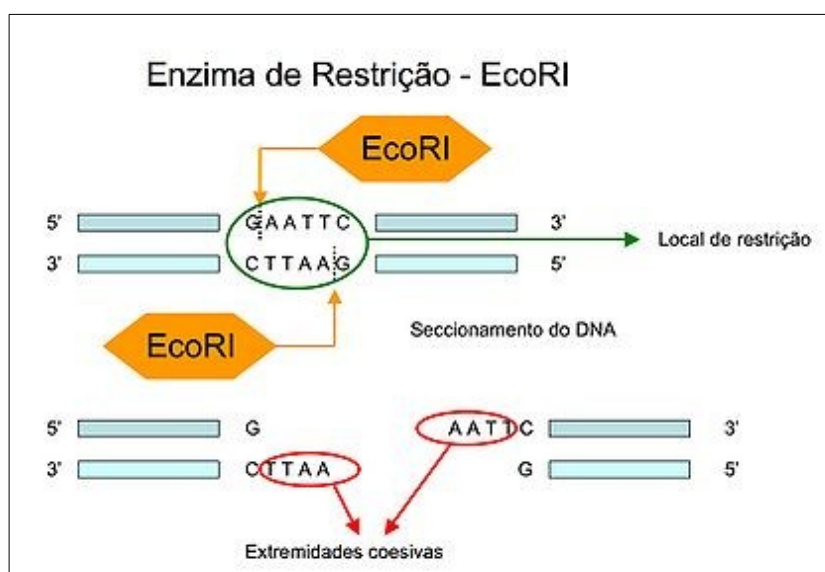 Enzima de Restrição - EcoRI
EcoRI
5' GAATTC 3'
Local de restrição
3' CTTAAG 5'
EcoRI
Seccionamento do DNA
5' G AATTC 3'
3' CTTAA G 5'
Extremidades coesivas